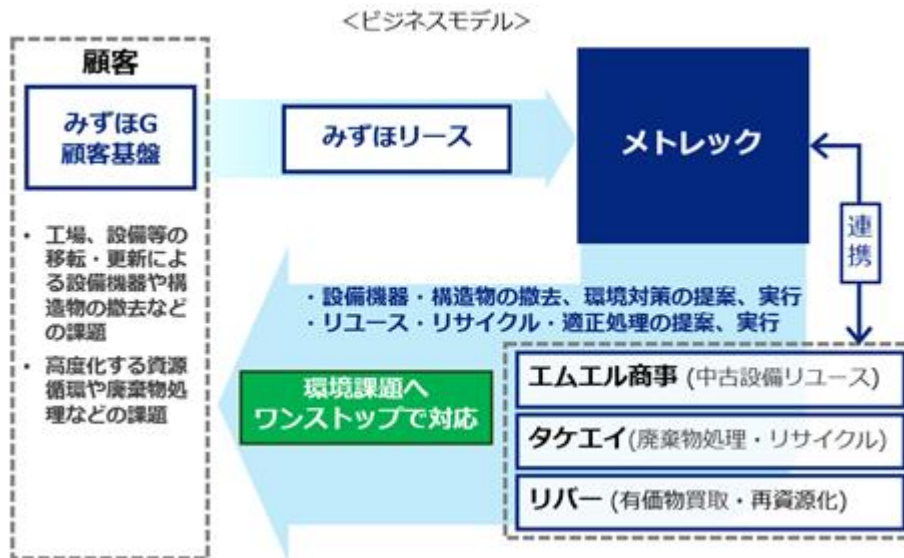 <ビジネスモデル>
顧客
みずほG
顧客基盤
みずほリース
メトレック
連携
• 工場、設備等の
移転・更新によ
る設備機器や構
造物の撤去など
の課題
• 高度化する資源
循環や廃棄物処
理などの課題
・設備機器・構造物の撤去、環境対策の提案、実行
・リユース・リサイクル・適正処理の提案、実行
環境課題へ
ワンストップで対応
エムエル商事 (中古設備リユース)
タケエイ(廃棄物処理・リサイクル)
リバー (有価物買取・再資源化)